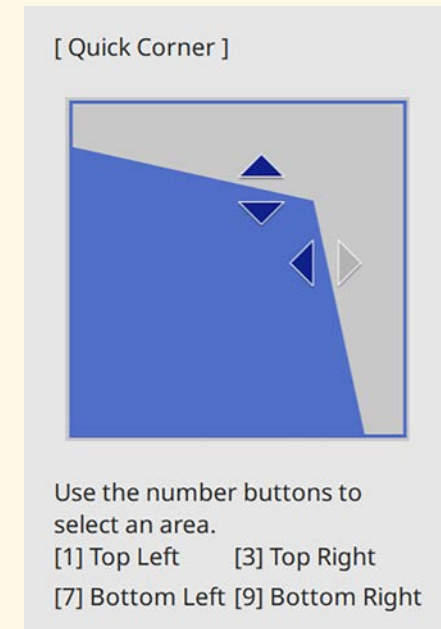 [ Quick Corner ]
Use the number buttons to
select an area.
[1] Top Left [3] Top Right
[7] Bottom Left [9] Bottom Right